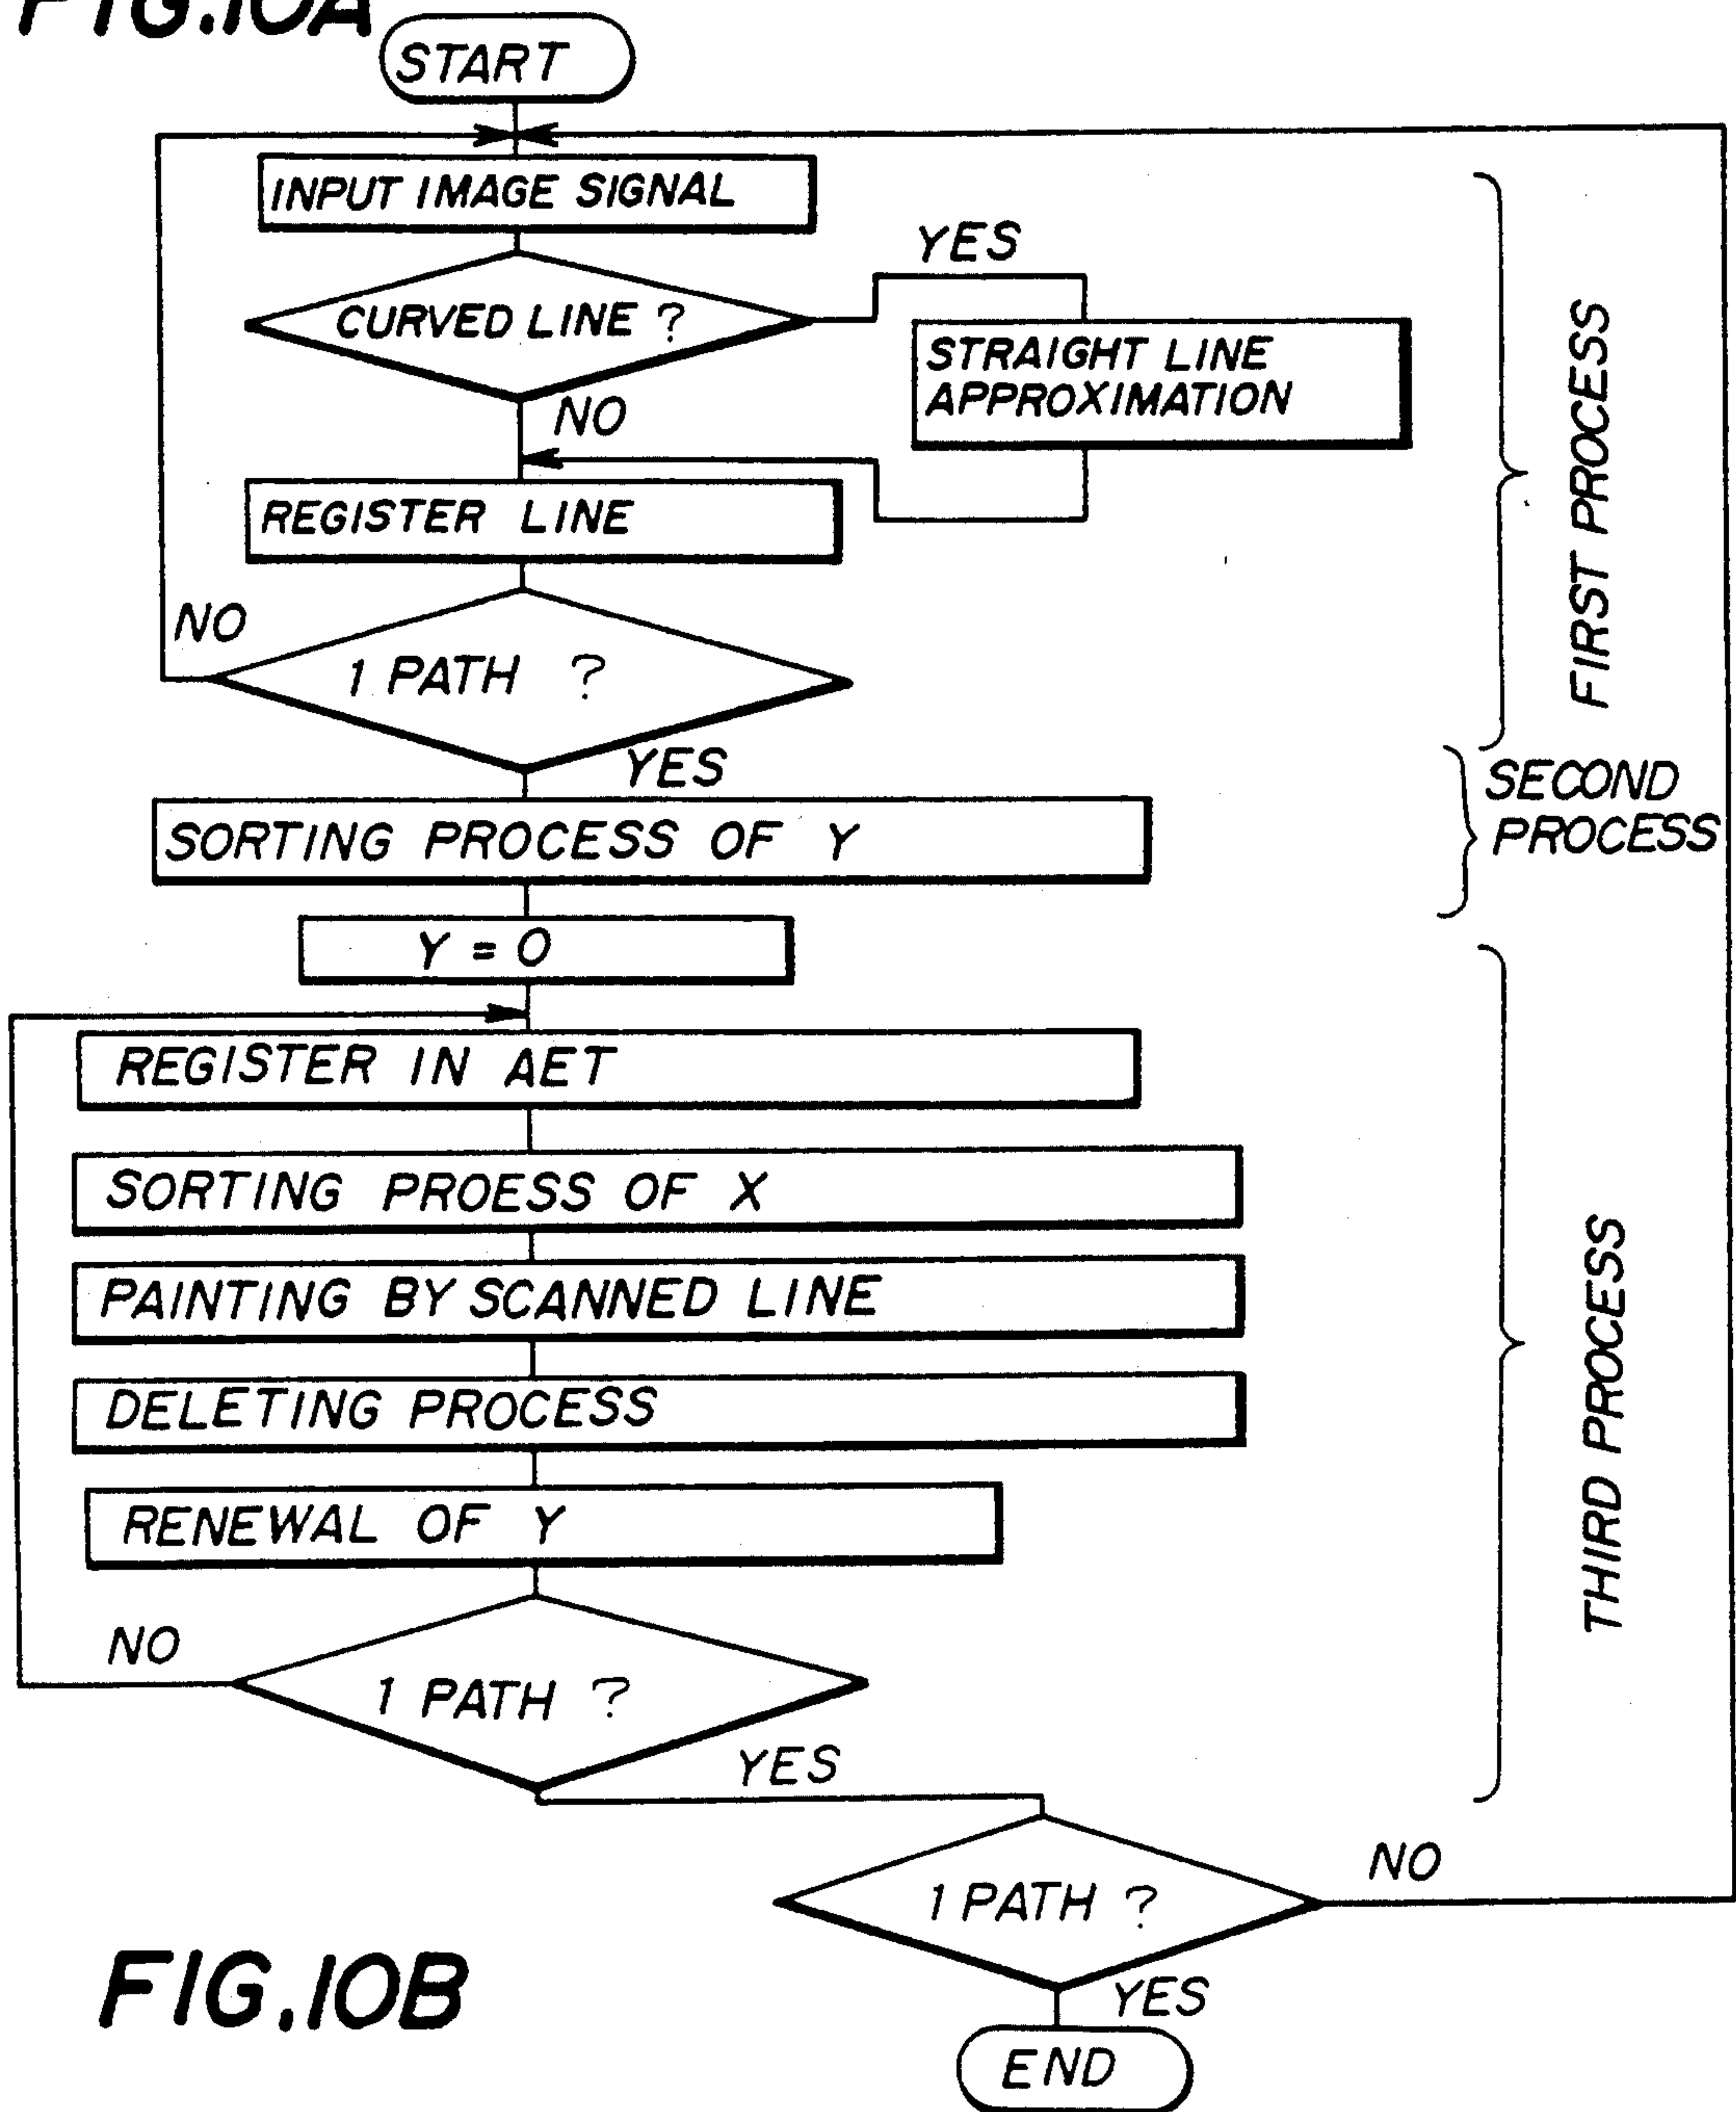 FIG.10A
START
INPUT IMAGE SIGNAL
YES
CURVED LINE ?
STRAIGHT LINE
APPROXIMATION
NO
REGISTER LINE
FIRST PROCESS
NO
1 PATH ?
YES
SECOND
PROCESS
SORTING PROCESS OF Y
Y = 0
REGISTER IN AET
SORTING PROESS OF X
PAINTING BY SCANNED LINE
DELETING PROCESS
RENEWAL OF Y
THIRD PROCESS
NO
1 PATH ?
YES
NO
1 PATH ?
YES
FIG.10B
END